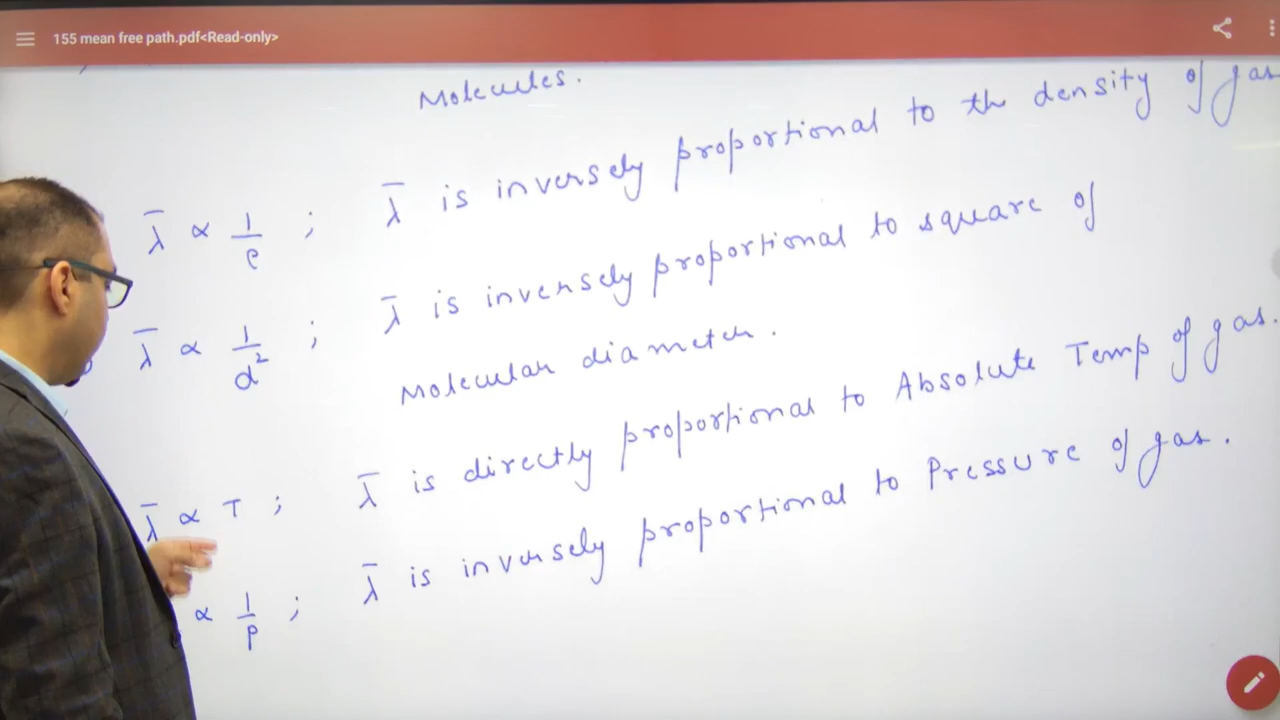 155 mean free path.pdf<Read-only>
Molecules.
λ̄ ∝ 1/ρ ; λ̄ is inversely proportional to th density of gas
λ̄ ∝ 1/d² ; λ̄ is inversely proportional to square of
Molecular diameter.
λ̄ ∝ T ; λ̄ is directly proportional to Absolute Temp of gas.
∝ 1/P ; λ̄ is inversely proportional to Pressure of gas.